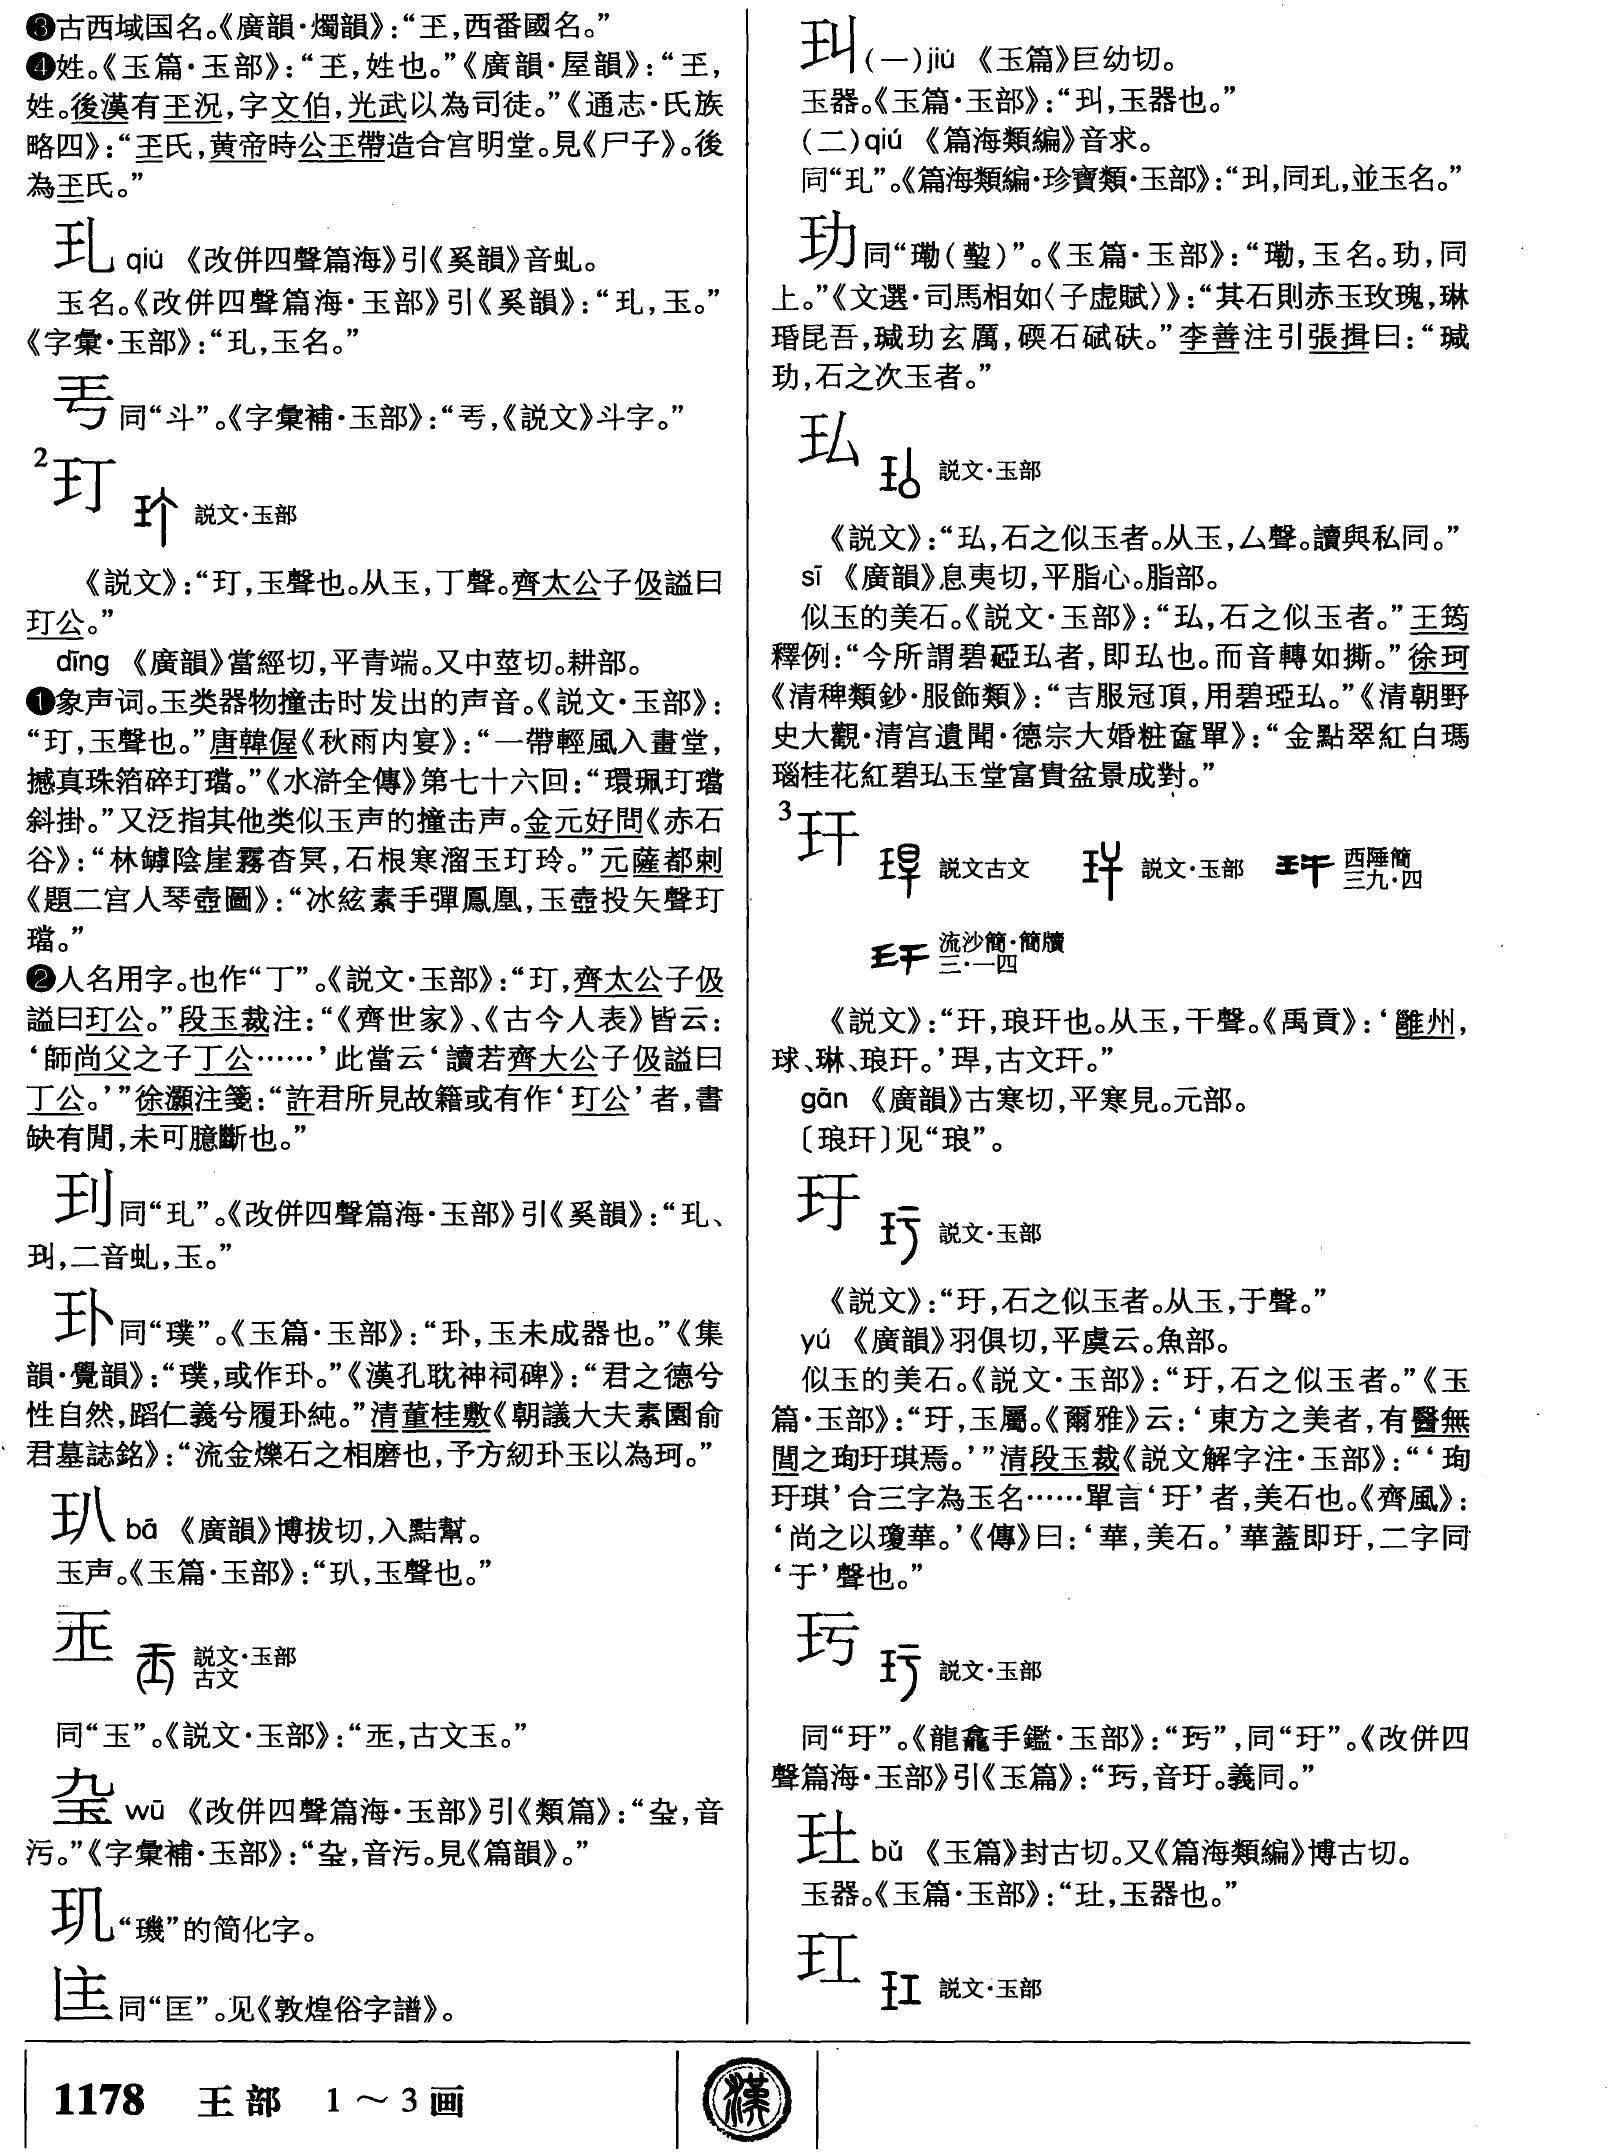 ❸古西域国名。《廣韻·燭韻》：“玊，西番國名。”
❹姓。《玉篇·玉部》：“玊，姓也。”《廣韻·屋韻》：“玊，
姓。後漢有玊況，字文伯，光武以為司徒。”《通志·氏族
略四》：“玊氏，黄帝時公玊帶造合宫明堂。見《尸子》。後
為玊氏。”
玌 qiú 《改併四聲篇海》引《奚韻》音虬。
玉名。《改併四聲篇海·玉部》引《奚韻》：“玌，玉。”
《字彙·玉部》：“玌，玉名。”
同“斗”。《字彙補·玉部》：“，《説文》斗字。”
2 玎 説文·玉部
《説文》：“玎，玉聲也。从玉，丁聲。齊太公子伋謚曰
玎公。”
dīng 《廣韻》當經切，平青端。又中莖切。耕部。
❶象声词。玉类器物撞击时发出的声音。《説文·玉部》：
“玎，玉聲也。”唐韓偓《秋雨内宴》：“一帶輕風入畫堂，
撼真珠箔碎玎璫。”《水滸全傳》第七十六回：“環珮玎璫
斜掛。”又泛指其他类似玉声的撞击声。金元好問《赤石
谷》：“林罅陰崖霧杳冥，石根寒溜玉玎玲。”元薩都剌
《題二宫人琴壺圖》：“冰絃素手彈鳳凰，玉壺投矢聲玎
璫。”
❷人名用字。也作“丁”。《説文·玉部》：“玎，齊太公子伋
謚曰玎公。”段玉裁注：“《齊世家》、《古今人表》皆云：
‘師尚父之子丁公……’此當云‘讀若齊大公子伋謚曰
丁公。’”徐灝注箋：“許君所見故籍或有作‘玎公’者，書
缺有閒，未可臆斷也。”
同“玌”。《改併四聲篇海·玉部》引《奚韻》：“玌、
，二音虬，玉。”
圤同“璞”。《玉篇·玉部》：“，玉未成器也。”《集
韻·覺韻》：“璞，或作。”《漢孔耽神祠碑》：“君之德兮
性自然，蹈仁義兮履純。”清董桂敷《朝議大夫素園俞
君墓誌銘》：“流金爍石之相磨也，予方紉玉以為珂。”
玐 bā 《廣韻》博拔切，入黠幫。
玉声。《玉篇·玉部》：“玐，玉聲也。”
𠙖 説文·玉部
古文
同“玉”。《説文·玉部》：“，古文玉。”
wū 《改併四聲篇海·玉部》引《類篇》：“，音
污。”《字彙補·玉部》：“，音污。見《篇韻》。”
玑“璣”的简化字。
同“匡”。见《敦煌俗字譜》。
玣(一)jiù 《玉篇》巨幼切。
玉器。《玉篇·玉部》：“，玉器也。”
(二)qiú 《篇海類編》音求。
同“玌”。《篇海類編·珍寶類·玉部》：“，同玌，並玉名。”
玏同“㻎(䃘)”。《玉篇·玉部》：“，玉名。玏，同
上。”《文選·司馬相如〈子虚賦〉》：“其石則赤玉玫瑰，琳
瑉昆吾，瑊玏玄厲，碝石碔砆。”李善注引張揖曰：“瑊
玏，石之次玉者。”
㺨 説文·玉部
《説文》：“㺨，石之似玉者。从玉，厶聲。讀與私同。”
sī 《廣韻》息夷切，平脂心。脂部。
似玉的美石。《説文·玉部》：“㺨，石之似玉者。”王筠
釋例：“今所謂碧㺨者，即㺨也。而音轉如撕。”徐珂
《清稗類鈔·服飾類》：“吉服冠頂，用碧㺨。”《清朝野
史大觀·清宫遺聞·德宗大婚粧奩單》：“金點翠紅白瑪
瑙桂花紅碧㺨玉堂富貴盆景成對。”
3 玕 説文古文 説文·玉部 西陲簡
三九·四
流沙簡·簡牘
三·一四
《説文》：“玕，琅玕也。从玉，干聲。《禹貢》：‘雝州，
球、琳、琅玕。’𤥚，古文玕。”
gān 《廣韻》古寒切，平寒見。元部。
〔琅玕〕见“琅”。
玗 説文·玉部
《説文》：“玗，石之似玉者。从玉，于聲。”
yú 《廣韻》羽俱切，平虞云。魚部。
似玉的美石。《説文·玉部》：“玗，石之似玉者。”《玉
篇·玉部》：“玗，玉屬。《爾雅》云：‘東方之美者，有醫無
閭之珣玗琪焉。’”清段玉裁《説文解字注·玉部》：“‘珣
玗琪’合三字為玉名……單言‘玗’者，美石也。《齊風》：
‘尚之以瓊華。’《傳》曰：‘華，美石。’華蓋即玗，二字同
‘于’聲也。”
説文·玉部
同“玗”。《龍龕手鑑·玉部》：“”，同“玗”。《改併四
聲篇海·玉部》引《玉篇》：“，音玗。義同。”
bǔ 《玉篇》封古切。又《篇海類編》博古切。
玉器。《玉篇·玉部》：“，玉器也。”
玒 説文·玉部
1178 王部 1～3画
漢